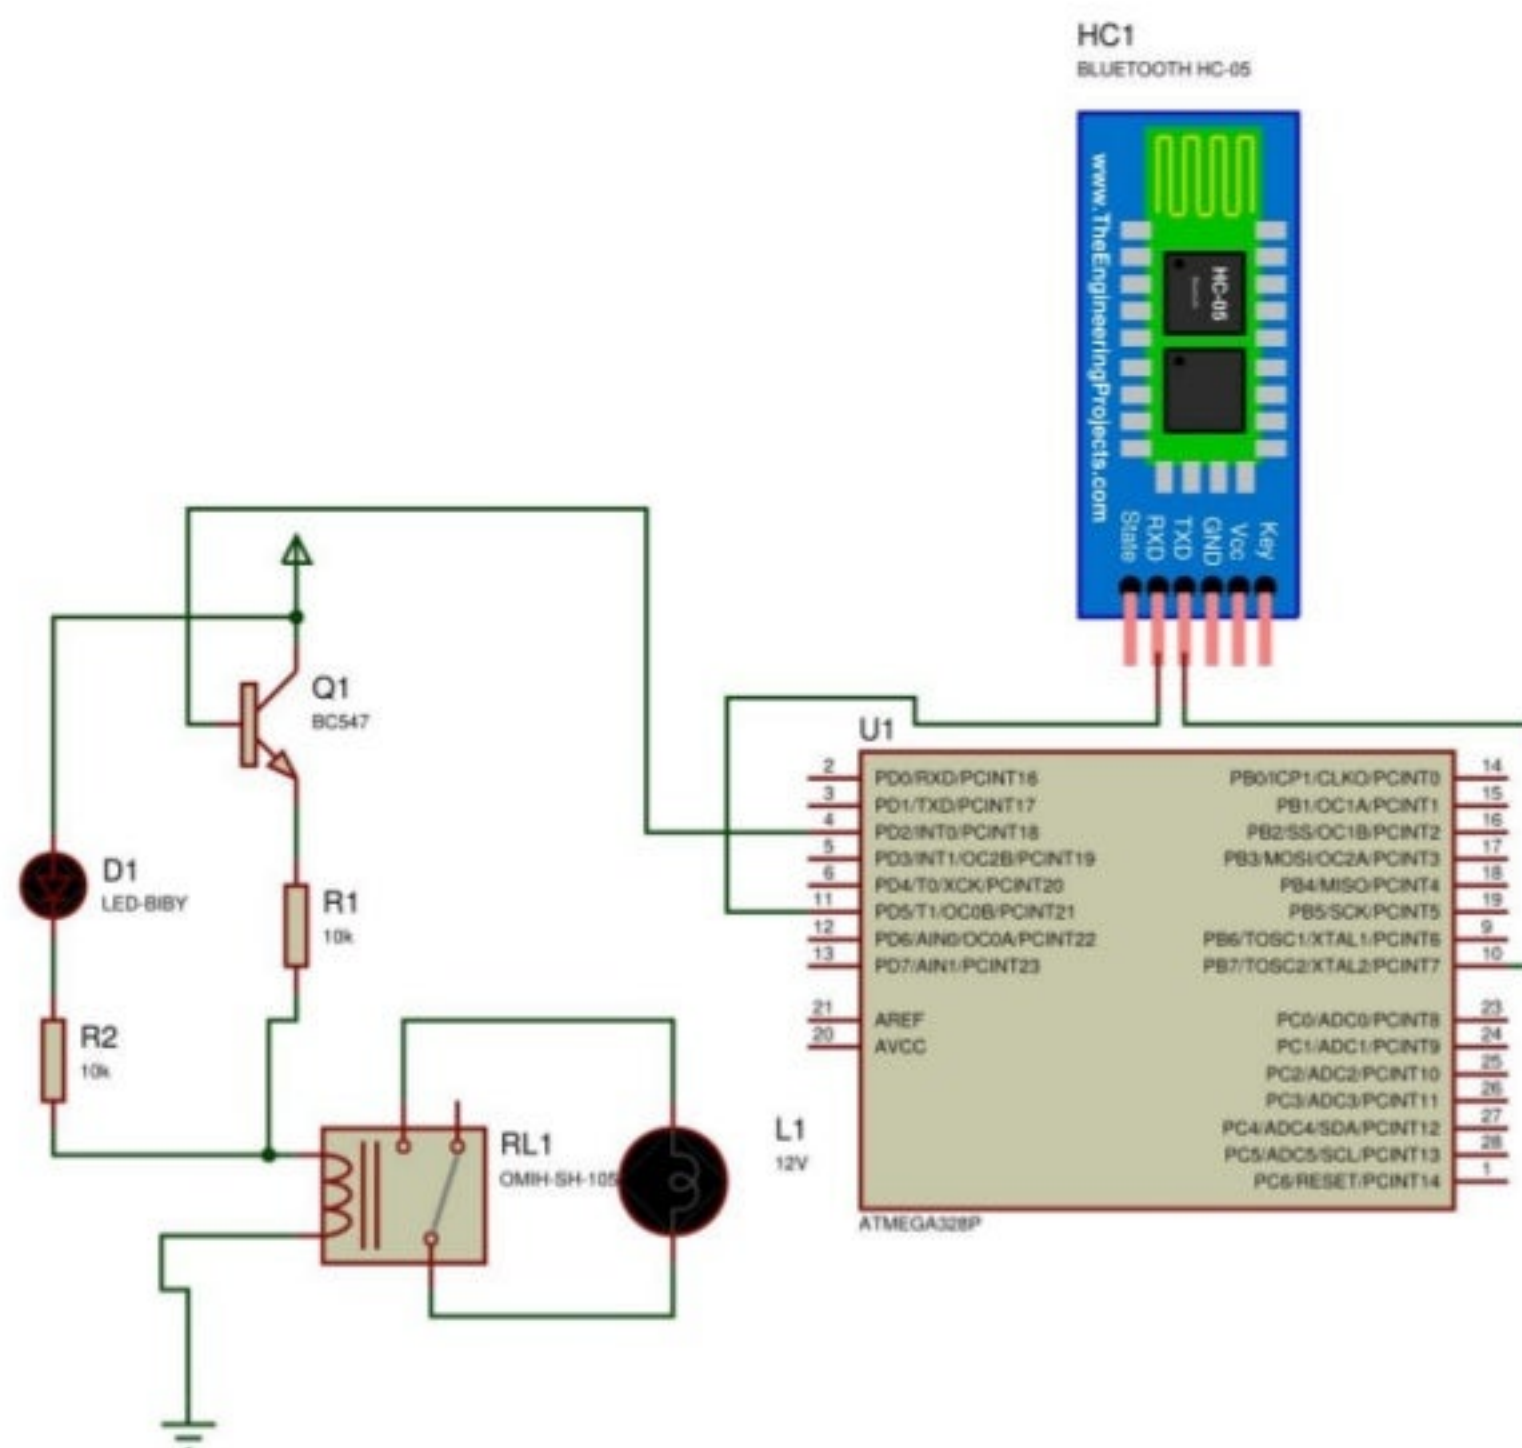 HC1
BLUETOOTH HC-05
www.TheEngineeringProjects.com
HC-05
State
RXD
TXD
GND
Vcc
Key
Q1
BC547
D1
LED-BIBY
R1
10k
R2
10k
RL1
OMIH-SH-105
L1
12V
U1
2 PD0/RXD/PCINT16 PB0/ICP1/CLKO/PCINT0 14
3 PD1/TXD/PCINT17 PB1/OC1A/PCINT1 15
4 PD2/INT0/PCINT18 PB2/SS/OC1B/PCINT2 16
5 PD3/INT1/OC2B/PCINT19 PB3/MOSI/OC2A/PCINT3 17
6 PD4/T0/XCK/PCINT20 PB4/MISO/PCINT4 18
11 PD5/T1/OC0B/PCINT21 PB5/SCK/PCINT5 19
12 PD6/AIN0/OC0A/PCINT22 PB6/TOSC1/XTAL1/PCINT6 9
13 PD7/AIN1/PCINT23 PB7/TOSC2/XTAL2/PCINT7 10
21 AREF PC0/ADC0/PCINT8 23
20 AVCC PC1/ADC1/PCINT9 24
PC2/ADC2/PCINT10 25
PC3/ADC3/PCINT11 26
PC4/ADC4/SDA/PCINT12 27
PC5/ADC5/SCL/PCINT13 28
PC6/RESET/PCINT14 1
ATMEGA328P